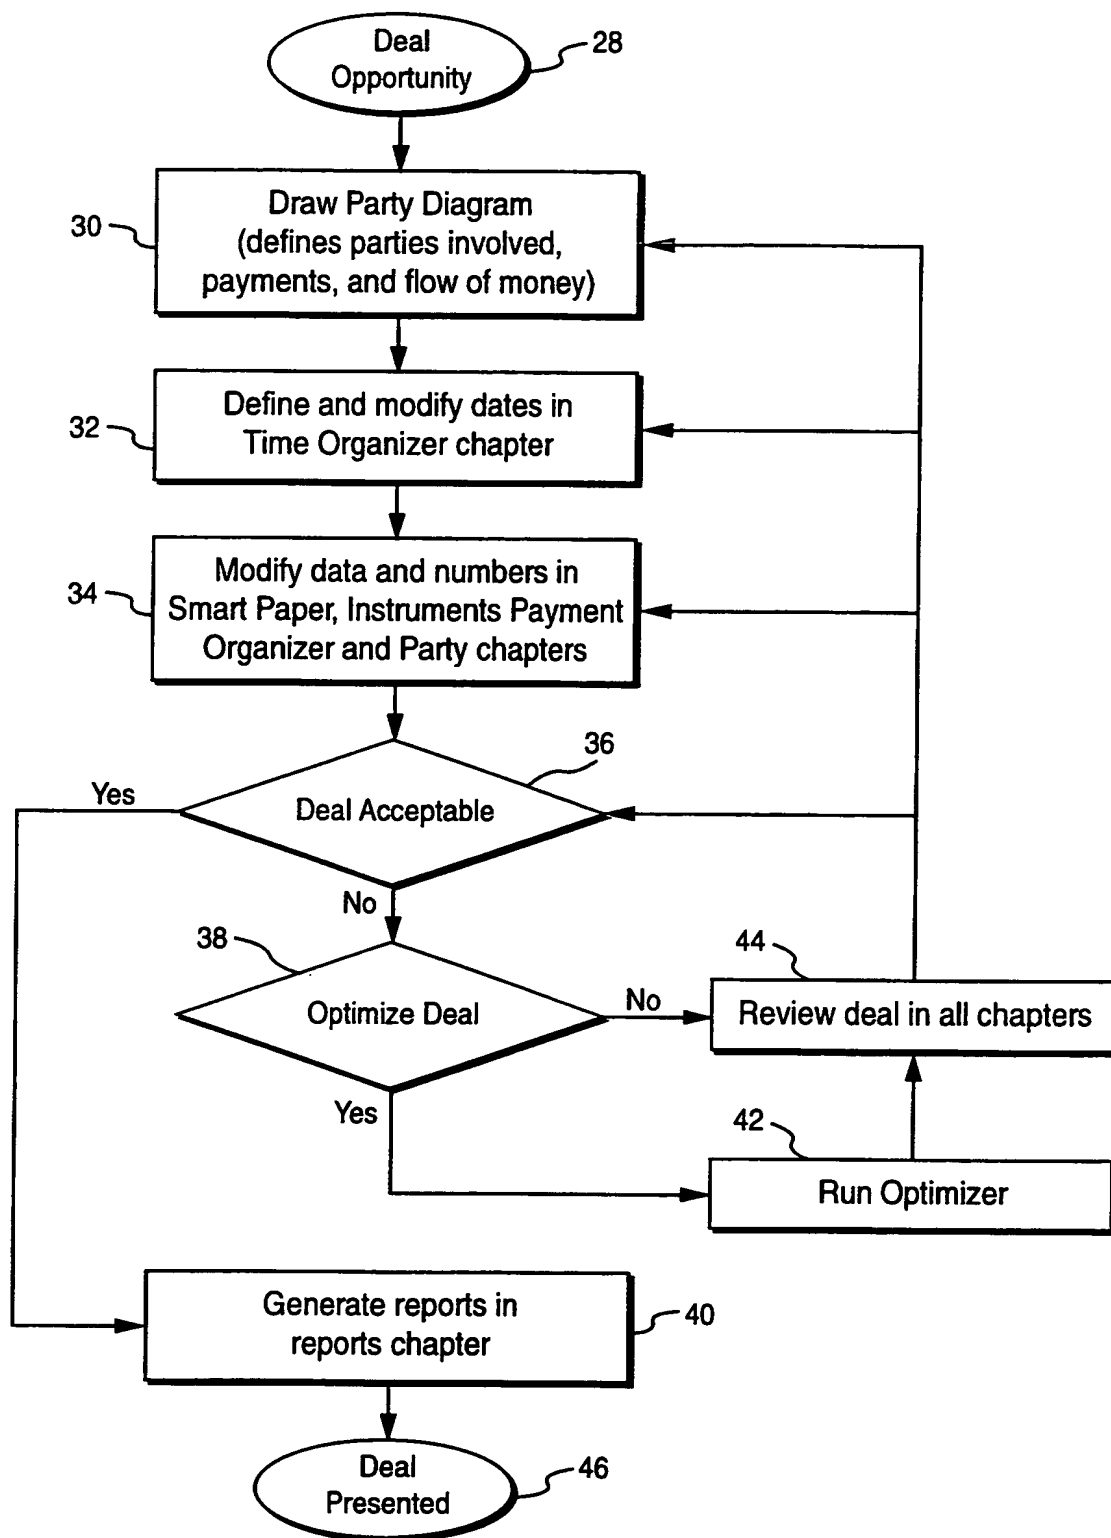 Deal
Opportunity
28
30
Draw Party Diagram
(defines parties involved,
payments, and flow of money)
32
Define and modify dates in
Time Organizer chapter
34
Modify data and numbers in
Smart Paper, Instruments Payment
Organizer and Party chapters
36
Yes
Deal Acceptable
No
38
Optimize Deal
No
44
Review deal in all chapters
Yes
42
Run Optimizer
Generate reports in
reports chapter
40
Deal
Presented
46